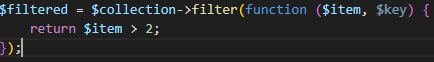 $filtered = $collection->filter(function ($item, $key) {
    return $item > 2;
});